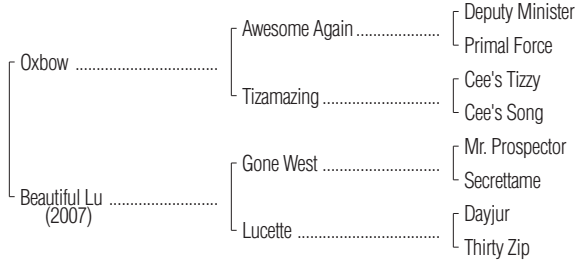 Deputy Minister
Awesome Again ....................
Primal Force
Oxbow ..................................
Cee's Tizzy
Tizamazing ............................
Cee's Song
Mr. Prospector
Gone West ............................
Secrettame
Beautiful Lu ..........................
(2007)
Dayjur
Lucette ..................................
Thirty Zip